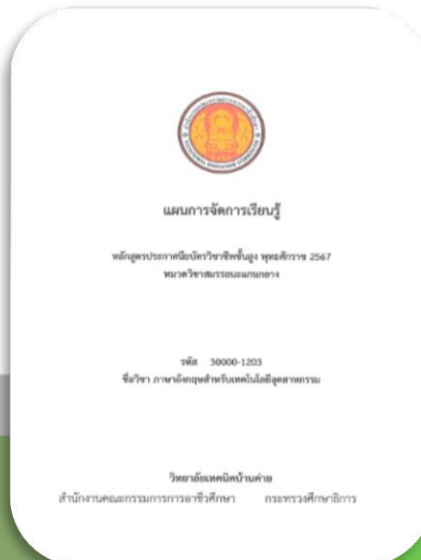 แผนการจัดการเรียนรู้
หลักสูตรประกาศนียบัตรวิชาชีพชั้นสูง พุทธศักราช 2567
หมวดวิชาสมรรถนะแกนกลาง
รหัส 30000-1203
ชื่อวิชา ภาษาอังกฤษสำหรับเทคโนโลยีอุตสาหกรรม
วิทยาลัยเทคนิคบ้านค่าย
สำนักงานคณะกรรมการการอาชีวศึกษา กระทรวงศึกษาธิการ